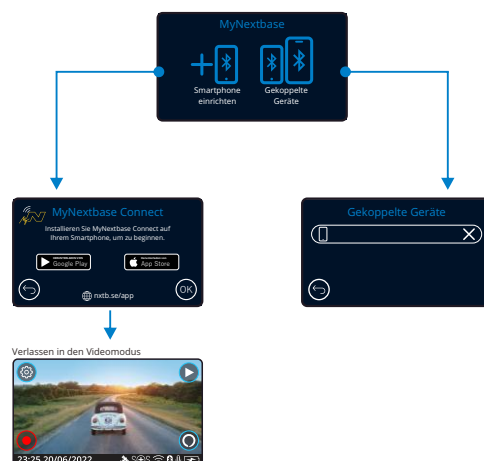 MyNextbase
Smartphone
einrichten
Gekoppelte
Geräte
MyNextbase Connect
Installieren Sie MyNextbase Connect auf
Ihrem Smartphone, um zu beginnen.
Google Play
App Store
nxtb.se/app
OK
Gekoppelte Geräte
Verlassen in den Videomodus
23:25 20/06/2022
SOS